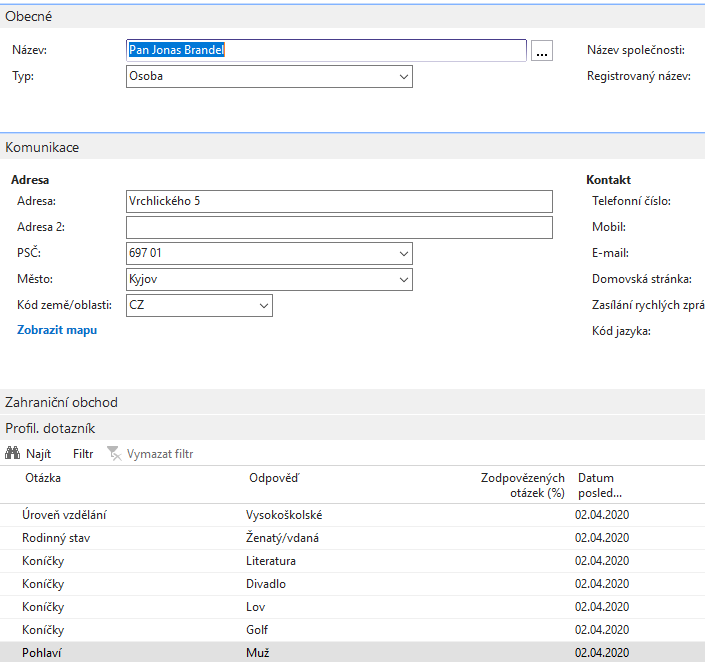 Obecné
Název: Pan Jonas Brandel ... Název společnosti:
Typ: Osoba Registrovaný název:
Komunikace
Adresa Kontakt
Adresa: Vrchlického 5 Telefonní číslo:
Adresa 2: Mobil:
PSČ: 697 01 E-mail:
Město: Kyjov Domovská stránka:
Kód země/oblasti: CZ Zasílání rychlých zprá
Zobrazit mapu Kód jazyka:
Zahraniční obchod
Profil. dotazník
Najít Filtr Vymazat filtr
Otázka Odpověď Zodpovězených Datum
otázek (%) posled...
Úroveň vzdělání Vysokoškolské 02.04.2020
Rodinný stav Ženatý/vdaná 02.04.2020
Koníčky Literatura 02.04.2020
Koníčky Divadlo 02.04.2020
Koníčky Lov 02.04.2020
Koníčky Golf 02.04.2020
Pohlaví Muž 02.04.2020